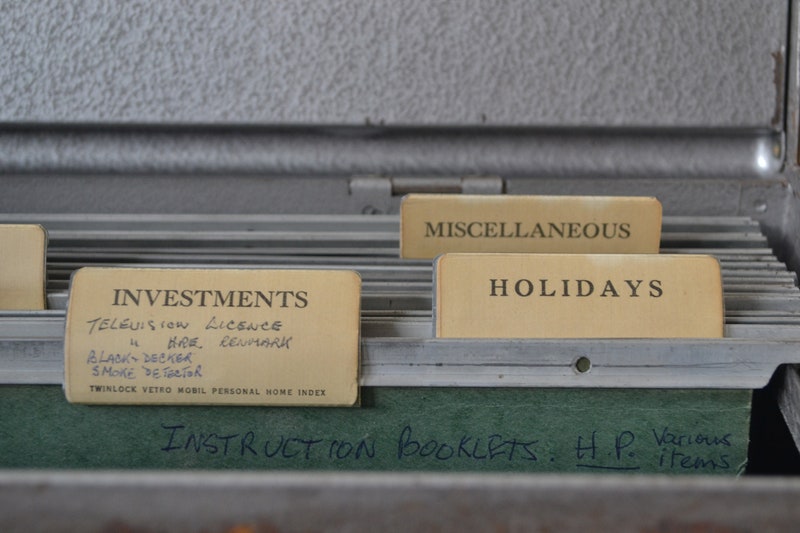 MISCELLANEOUS
HOLIDAYS
INVESTMENTS
TELEVISION LICENCE
" HIRE RENMARK
BLACK + DECKER
SMOKE DETECTOR
TWINLOCK VETRO MOBIL PERSONAL HOME INDEX
INSTRUCTION BOOKLETS. H.P. Various
items